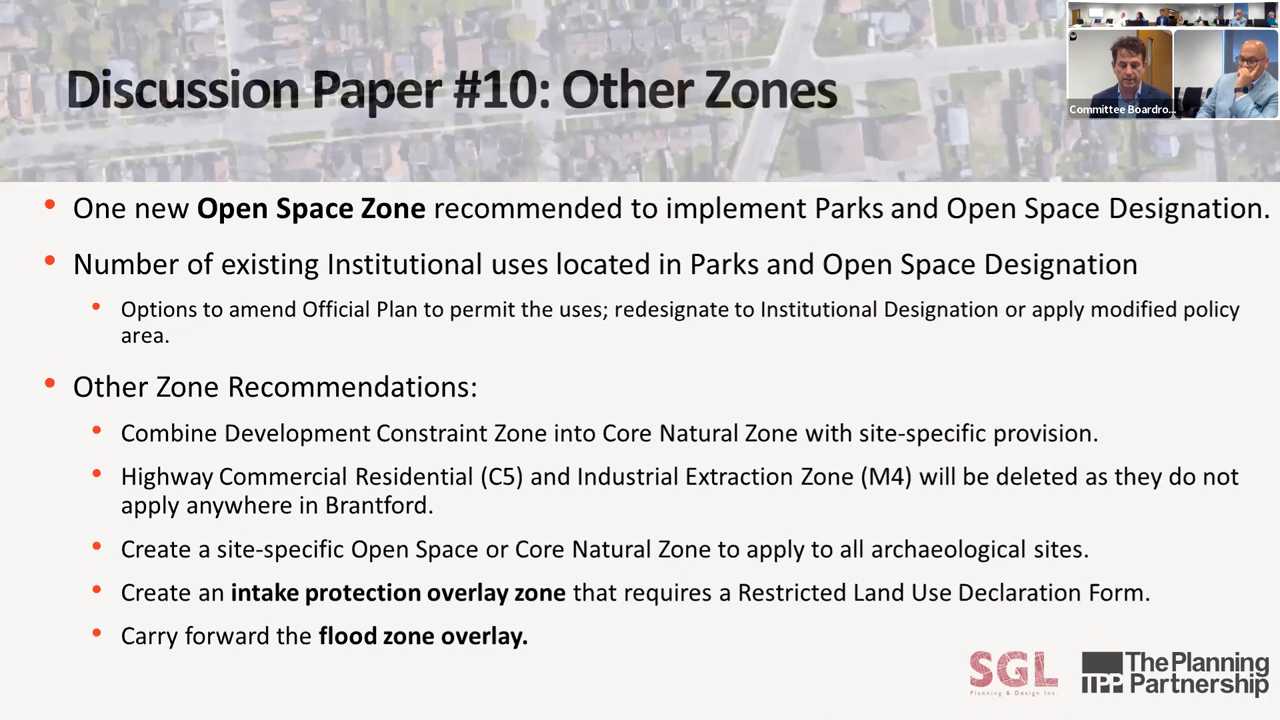 Discussion Paper #10: Other Zones
Committee Boardro...
• One new Open Space Zone recommended to implement Parks and Open Space Designation.
• Number of existing Institutional uses located in Parks and Open Space Designation
• Options to amend Official Plan to permit the uses; redesignate to Institutional Designation or apply modified policy
area.
• Other Zone Recommendations:
• Combine Development Constraint Zone into Core Natural Zone with site-specific provision.
• Highway Commercial Residential (C5) and Industrial Extraction Zone (M4) will be deleted as they do not
apply anywhere in Brantford.
• Create a site-specific Open Space or Core Natural Zone to apply to all archaeological sites.
• Create an intake protection overlay zone that requires a Restricted Land Use Declaration Form.
• Carry forward the flood zone overlay.
SGL
Planning & Design Inc.
TPP
The Planning
Partnership